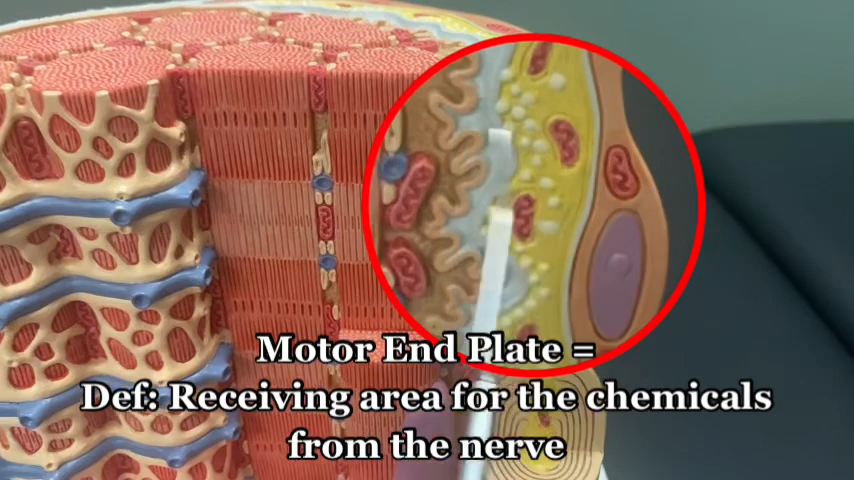 Motor End Plate =
Def: Receiving area for the chemicals
from the nerve